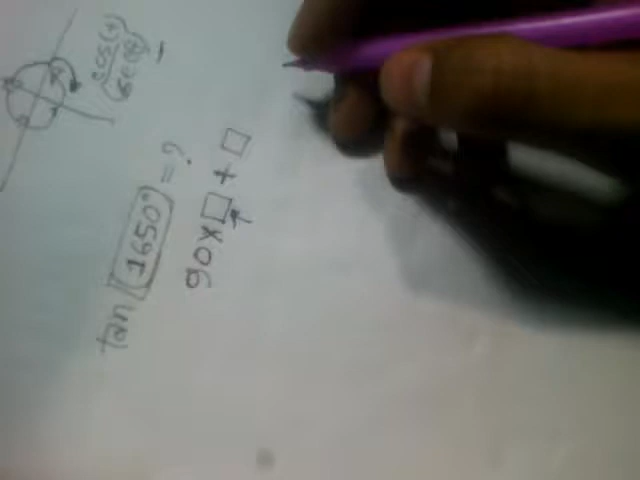 cos(+)
sec(+)
tan(1650°) = ?
90×□ + □